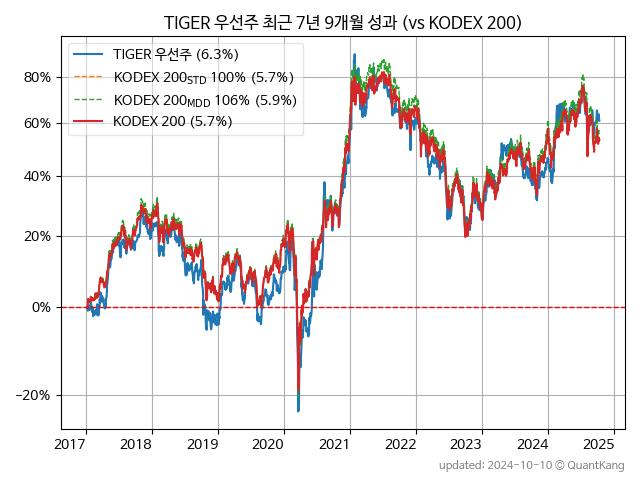 TIGER 우선주 최근 7년 9개월 성과 (vs KODEX 200)
TIGER 우선주 (6.3%)
KODEX 200STD 100% (5.7%)
KODEX 200MDD 106% (5.9%)
KODEX 200 (5.7%)
80%
60%
40%
20%
0%
−20%
2017 2018 2019 2020 2021 2022 2023 2024 2025
updated: 2024-10-10 © QuantKang